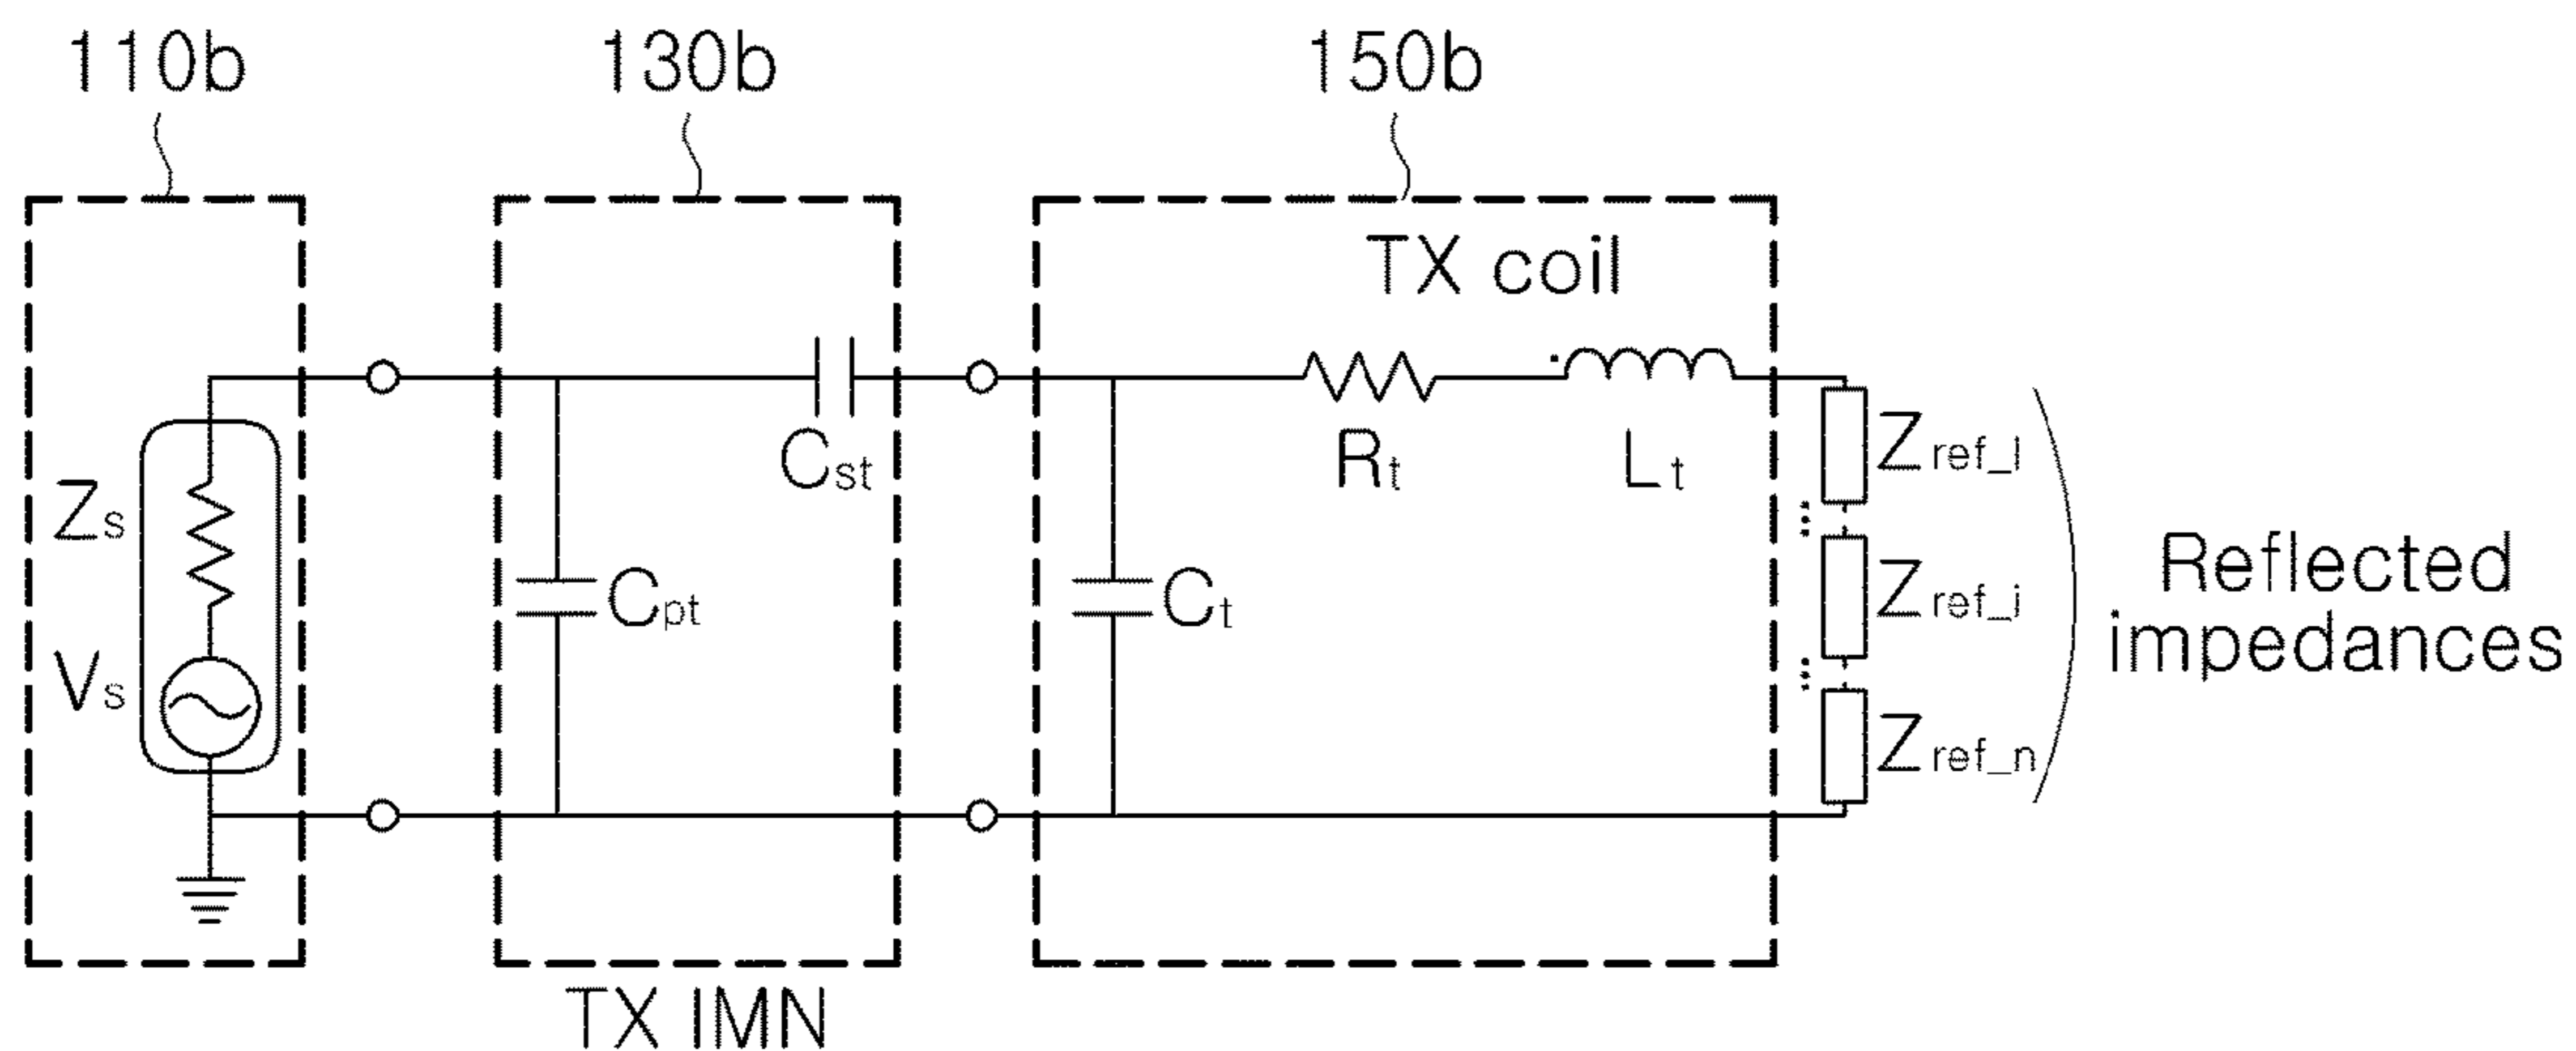 110b
130b
150b
TX coil
Zs
Vs
Cpt
Cst
Ct
Rt
Lt
Zref_l
Zref_i
Zref_n
Reflected
impedances
TX IMN